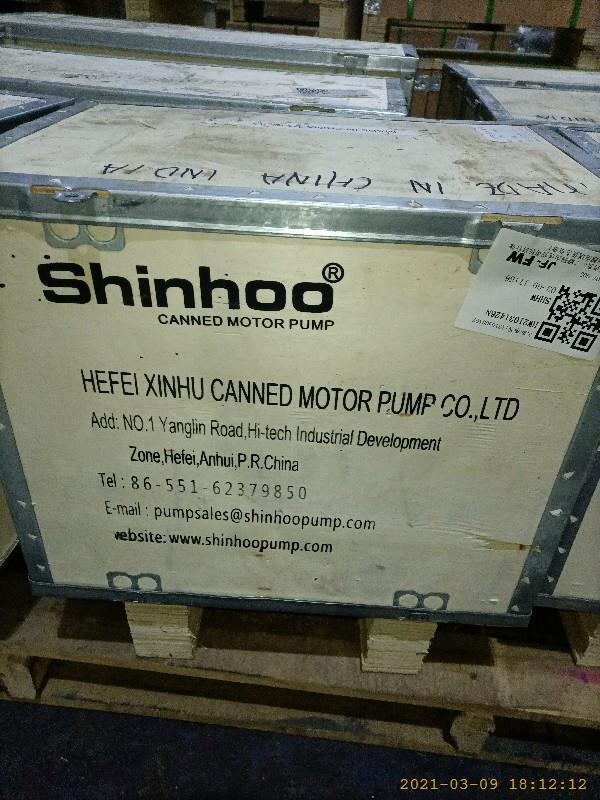 MADE IN CHINA INDIA
Shinhoo®
CANNED MOTOR PUMP
JF. FW
HEFEI XINHU CANNED MOTOR PUMP CO.,LTD
Add: NO.1 Yanglin Road,Hi-tech Industrial Development
Zone,Hefei,Anhui,P.R.China
Tel : 86-551-62379850
E-mail : pumpsales@shinhoopump.com
website: www.shinhoopump.com
2021-03-09 18:12:12